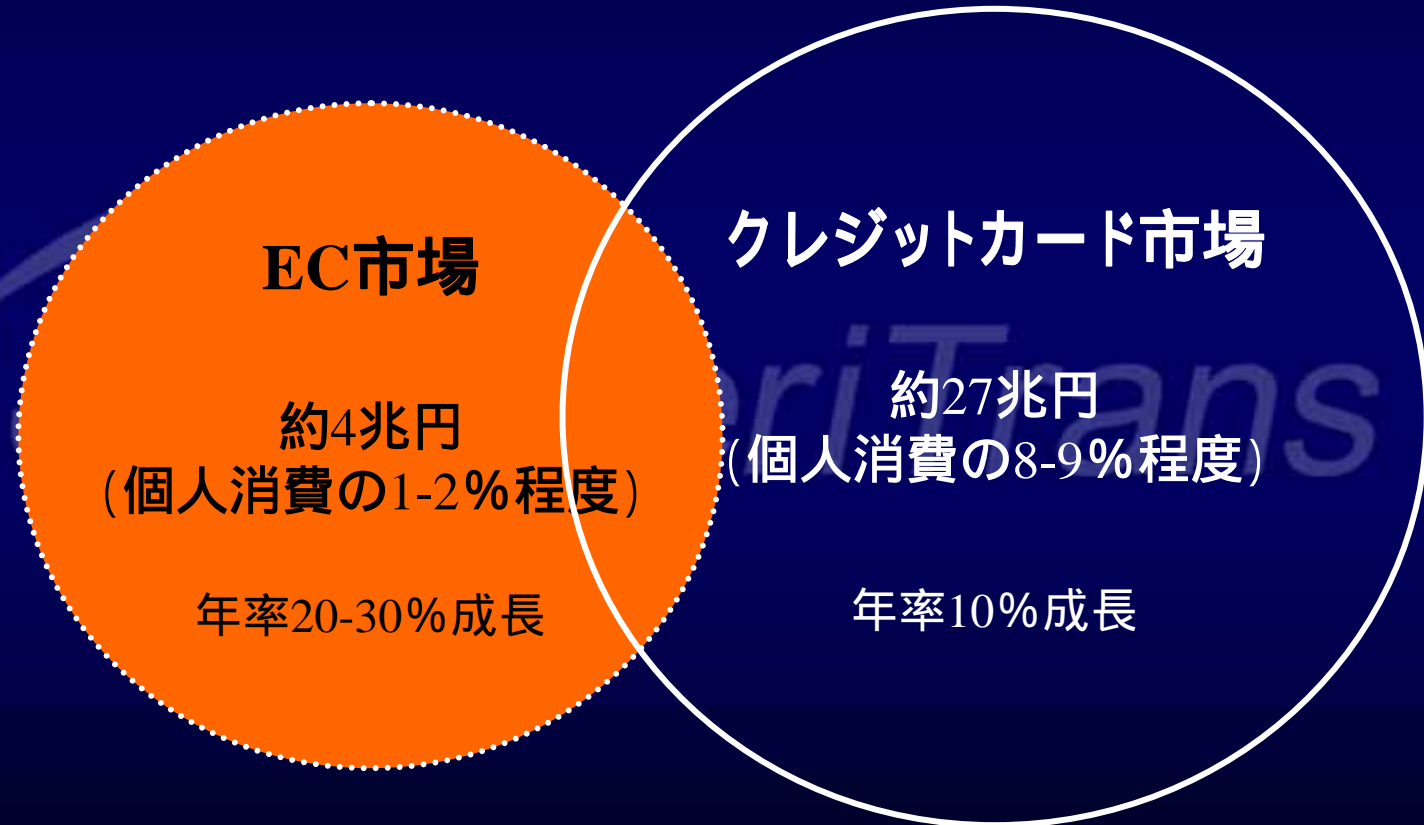 EC市場
約4兆円
(個人消費の1-2%程度)
年率20-30%成長
クレジットカード市場
約27兆円
(個人消費の8-9%程度)
年率10%成長
eriTrans